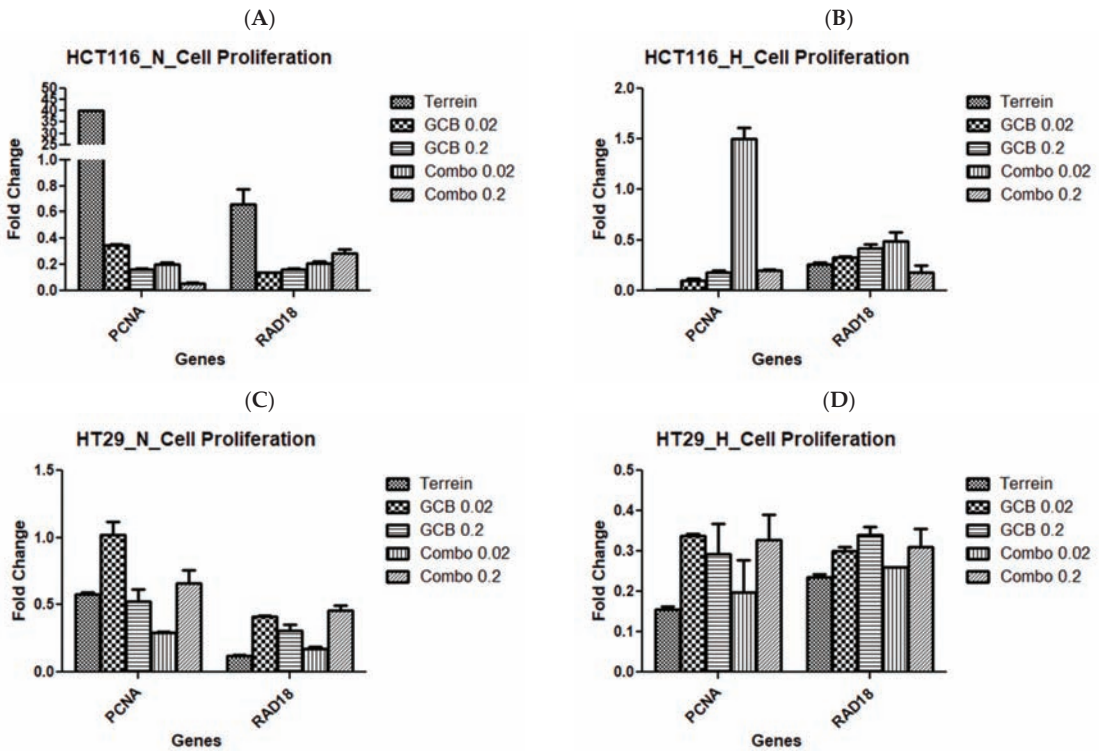 (A)
HCT116_N_Cell Proliferation
Fold Change
50
45
40
35
30
25
1.0
0.8
0.6
0.4
0.2
0.0
PCNA
RAD18
Genes
Terrein
GCB 0.02
GCB 0.2
Combo 0.02
Combo 0.2
(B)
HCT116_H_Cell Proliferation
Fold Change
2.0
1.5
1.0
0.5
0.0
PCNA
RAD18
Genes
Terrein
GCB 0.02
GCB 0.2
Combo 0.02
Combo 0.2
(C)
HT29_N_Cell Proliferation
Fold Change
1.5
1.0
0.5
0.0
PCNA
RAD18
Genes
Terrein
GCB 0.02
GCB 0.2
Combo 0.02
Combo 0.2
(D)
HT29_H_Cell Proliferation
Fold Change
0.5
0.4
0.3
0.2
0.1
0.0
PCNA
RAD18
Genes
Terrein
GCB 0.02
GCB 0.2
Combo 0.02
Combo 0.2